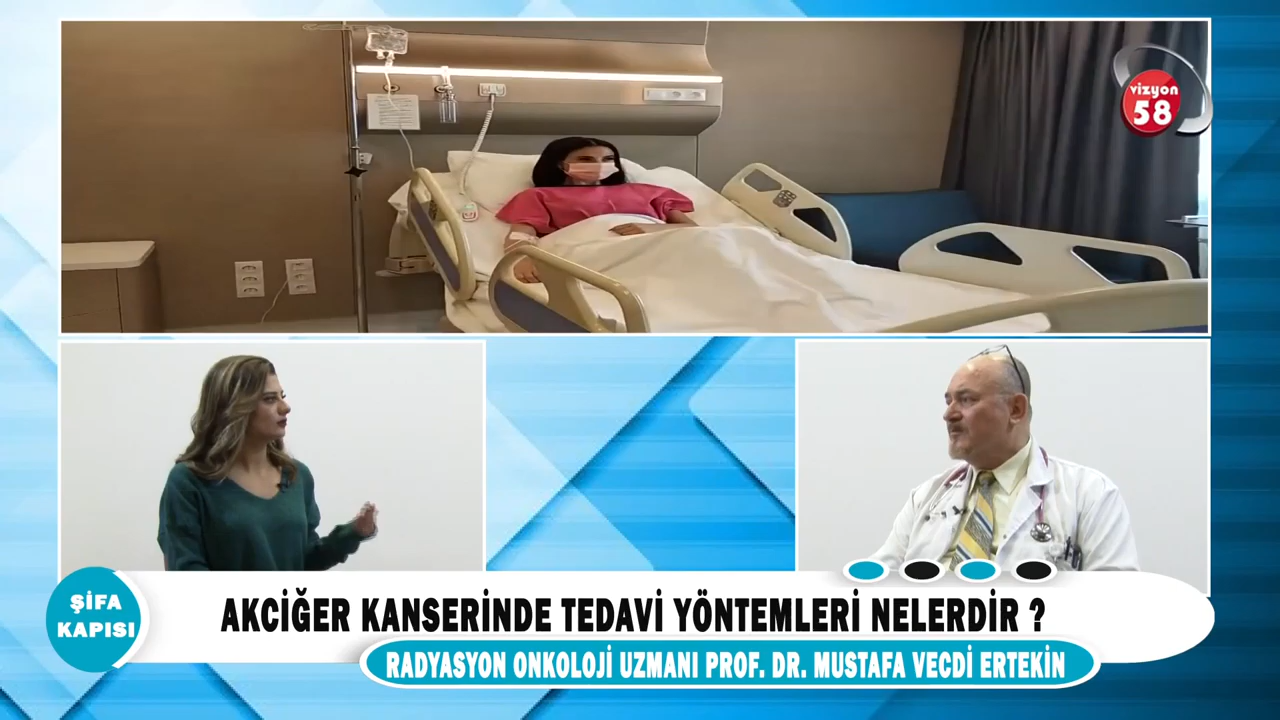 vizyon
58
ŞİFA
KAPISI
AKCİĞER KANSERİNDE TEDAVİ YÖNTEMLERİ NELERDİR ?
RADYASYON ONKOLOJİ UZMANI PROF. DR. MUSTAFA VECDİ ERTEKİN